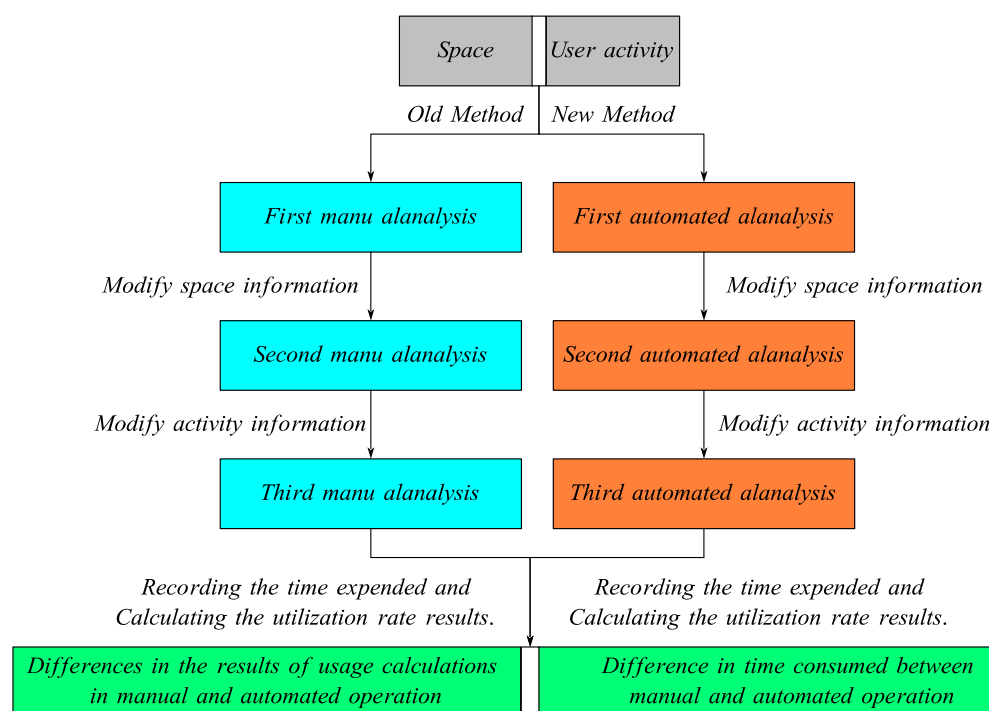 Space
User activity
Old Method
New Method
First manu alanalysis
First automated alanalysis
Modify space information
Modify space information
Second manu alanalysis
Second automated alanalysis
Modify activity information
Modify activity information
Third manu alanalysis
Third automated alanalysis
Recording the time expended and
Calculating the utilization rate results.
Recording the time expended and
Calculating the utilization rate results.
Differences in the results of usage calculations
in manual and automated operation
Difference in time consumed between
manual and automated operation